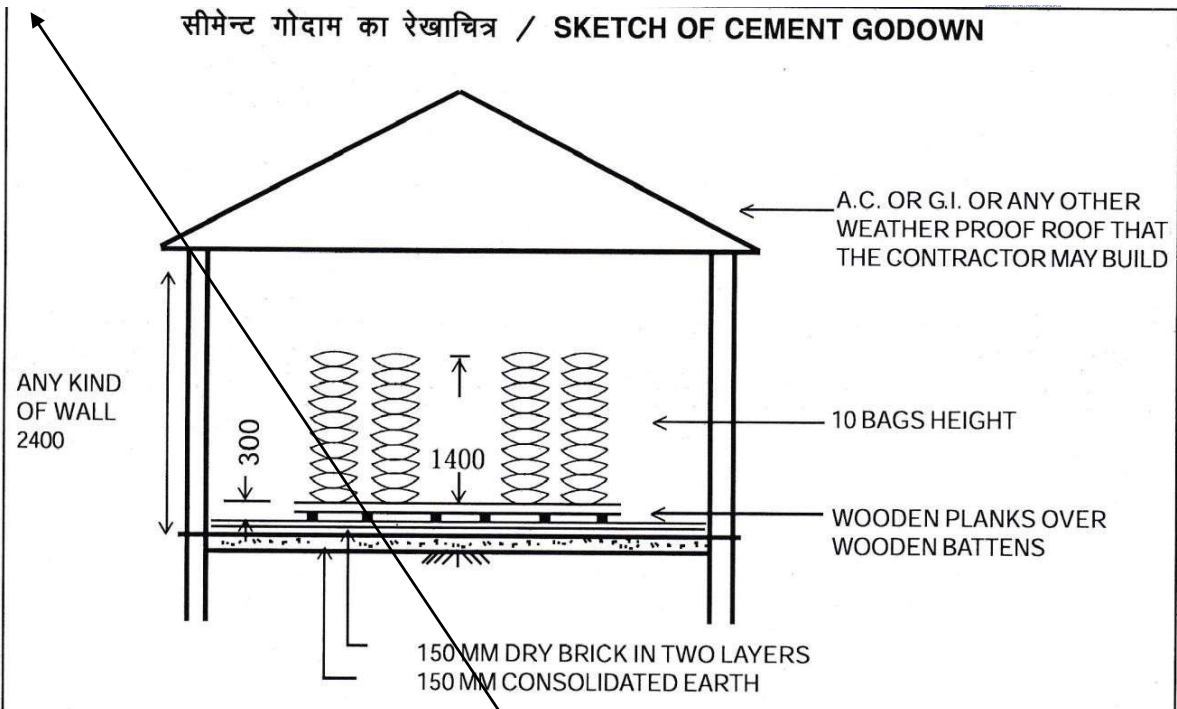 सीमेन्ट गोदाम का रेखाचित्र / SKETCH OF CEMENT GODOWN
A.C. OR G.I. OR ANY OTHER
WEATHER PROOF ROOF THAT
THE CONTRACTOR MAY BUILD
ANY KIND
OF WALL
2400
300
1400
10 BAGS HEIGHT
WOODEN PLANKS OVER
WOODEN BATTENS
150 MM DRY BRICK IN TWO LAYERS
150 MM CONSOLIDATED EARTH